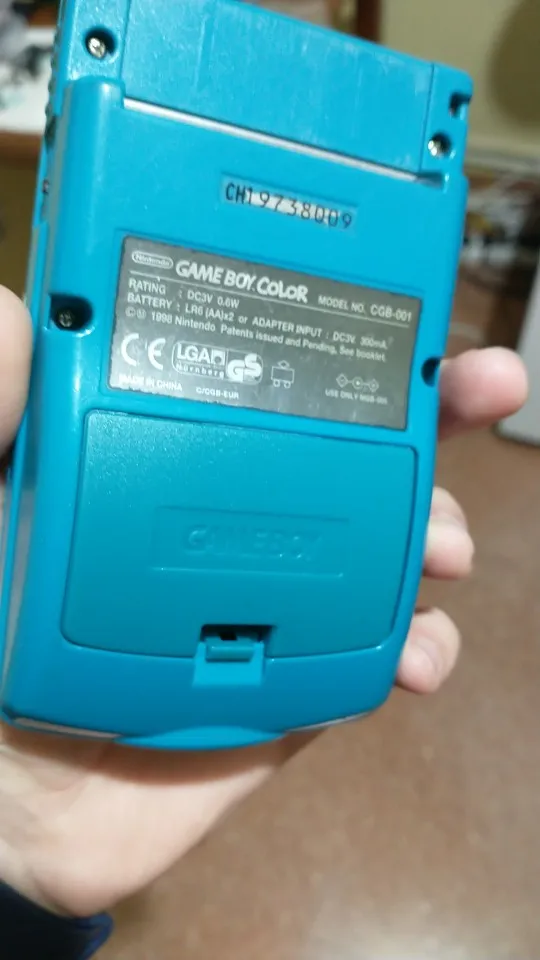 CH19738009
Nintendo GAME BOY COLOR MODEL NO. CGB-001
RATING : DC3V 0.6W
BATTERY : LR6 (AA)x2 or ADAPTER INPUT : DC3V, 300mA
©Ⓜ 1998 Nintendo Patents issued and Pending, See booklet.
CE LGA Nürnberg GS
MADE IN CHINA C/CGB-EUR USE ONLY MGB-005
GAME BOY